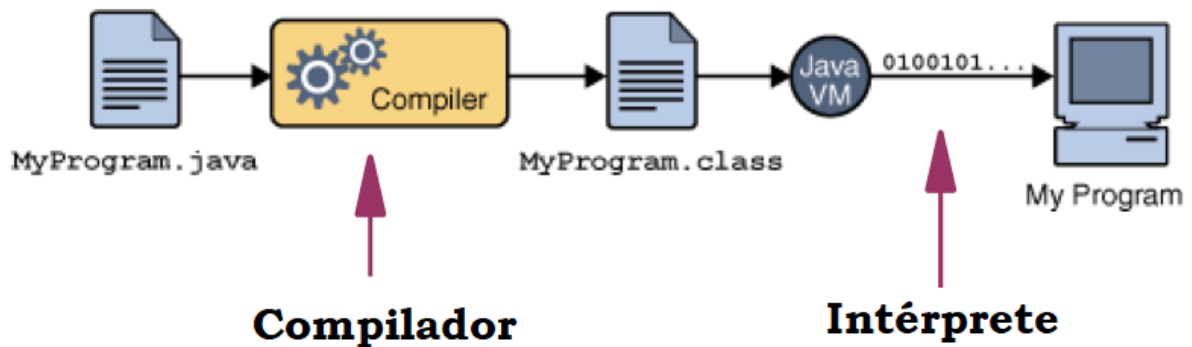 Compiler
Java
VM
0100101...
MyProgram.java
MyProgram.class
My Program
Compilador
Intérprete